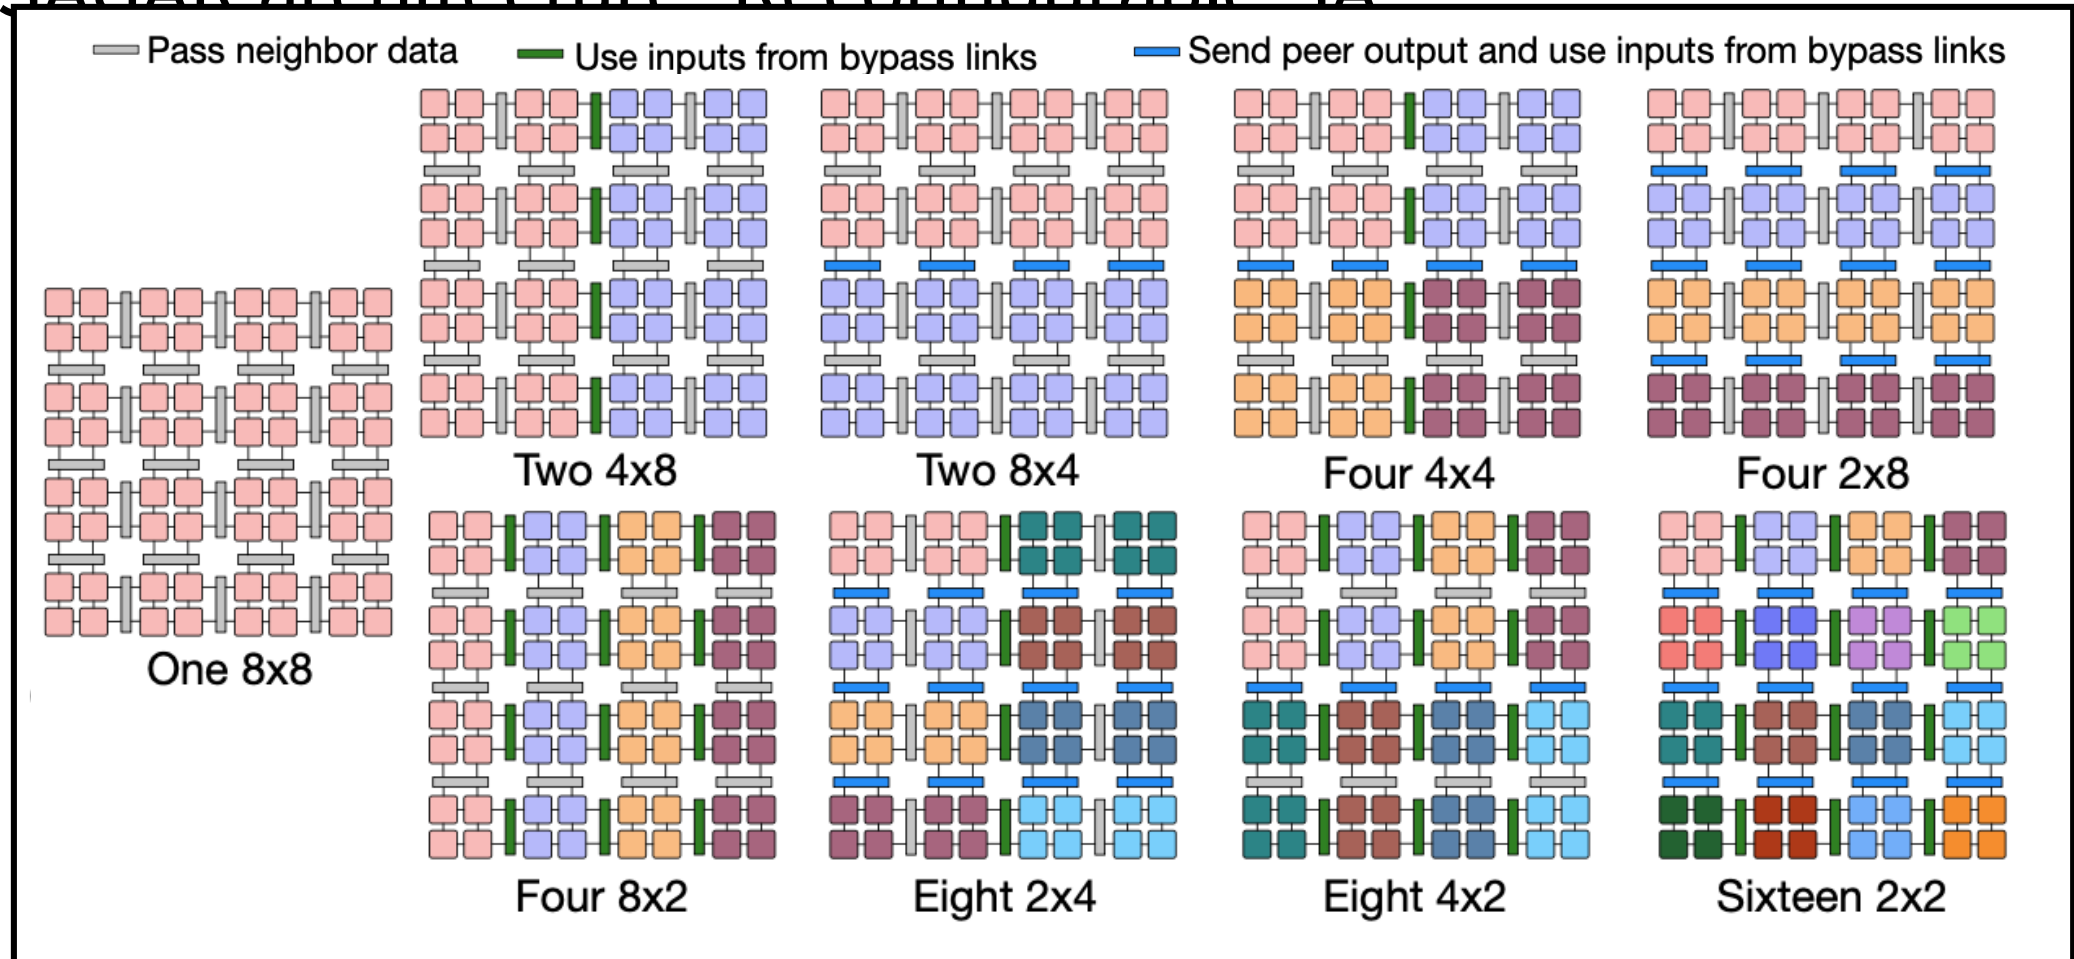 Pass neighbor data
Use inputs from bypass links
Send peer output and use inputs from bypass links
One 8x8
Two 4x8
Two 8x4
Four 4x4
Four 2x8
Four 8x2
Eight 2x4
Eight 4x2
Sixteen 2x2